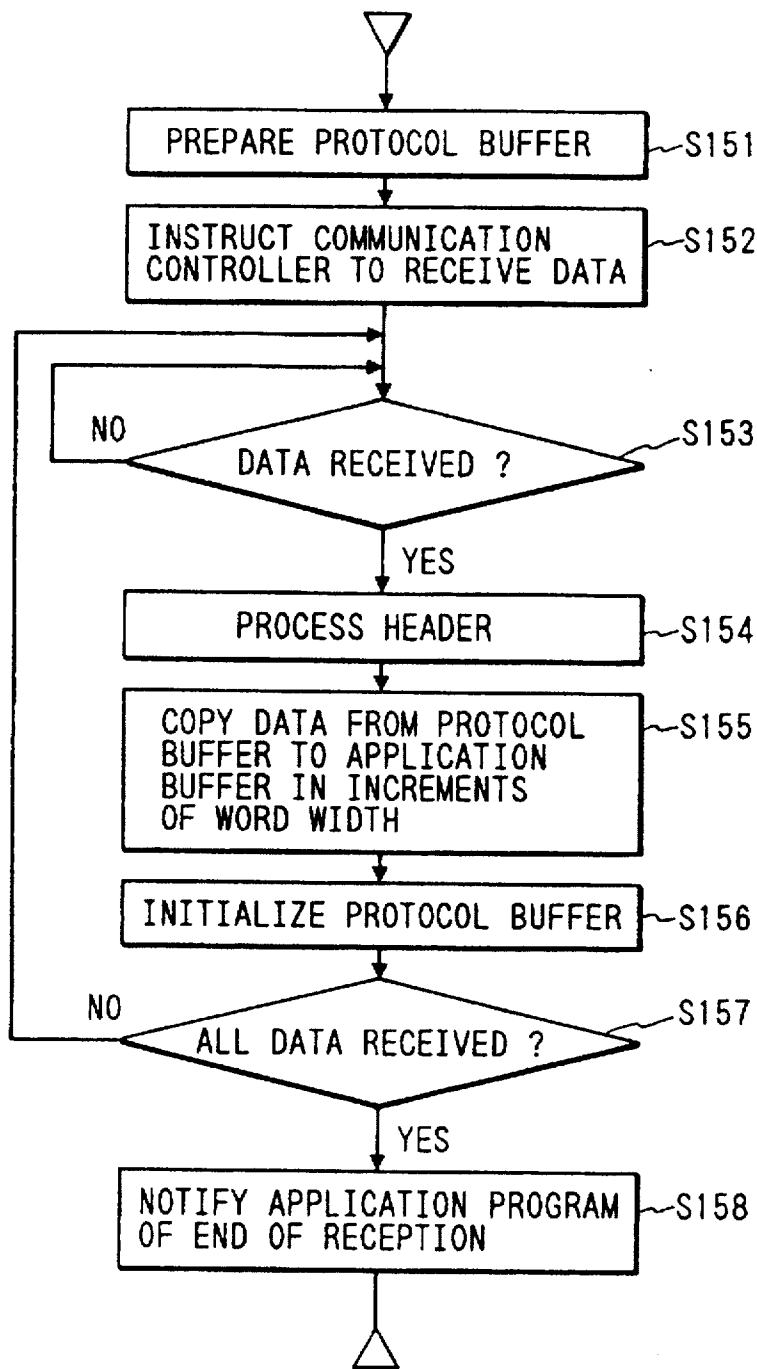 PREPARE PROTOCOL BUFFER
S151
INSTRUCT COMMUNICATION
CONTROLLER TO RECEIVE DATA
S152
NO
DATA RECEIVED ?
S153
YES
PROCESS HEADER
S154
COPY DATA FROM PROTOCOL
BUFFER TO APPLICATION
BUFFER IN INCREMENTS
OF WORD WIDTH
S155
INITIALIZE PROTOCOL BUFFER
S156
NO
ALL DATA RECEIVED ?
S157
YES
NOTIFY APPLICATION PROGRAM
OF END OF RECEPTION
S158